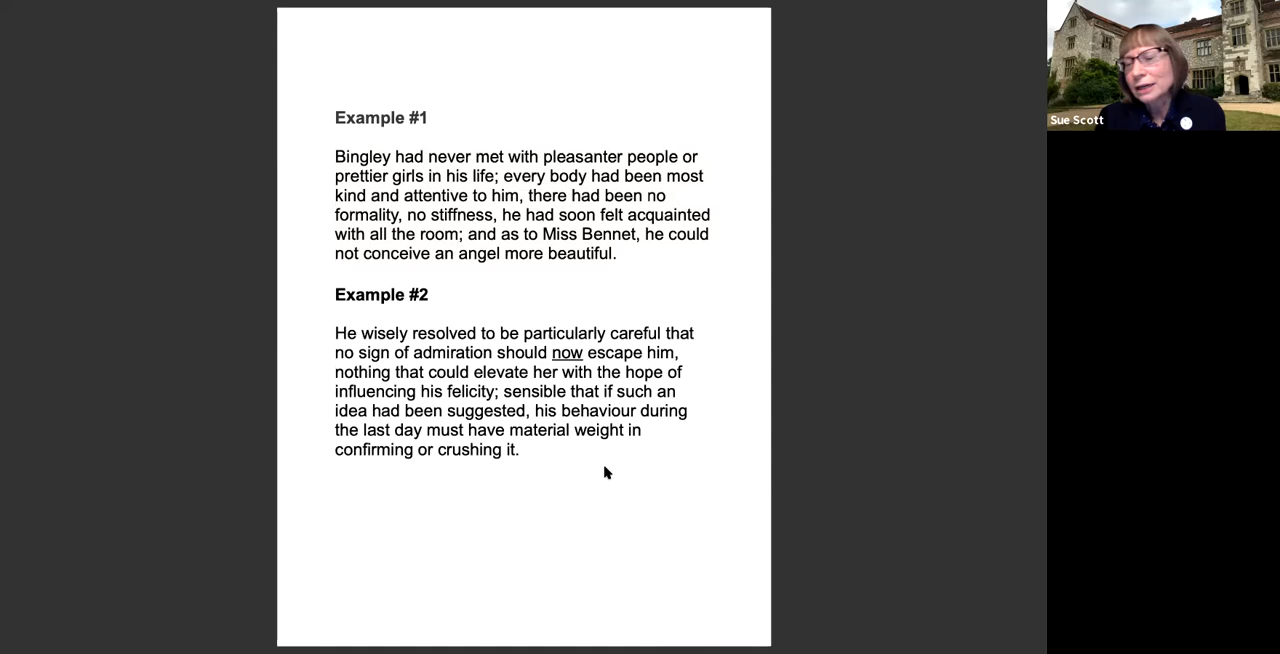 Example #1
Bingley had never met with pleasanter people or
prettier girls in his life; every body had been most
kind and attentive to him, there had been no
formality, no stiffness, he had soon felt acquainted
with all the room; and as to Miss Bennet, he could
not conceive an angel more beautiful.
Example #2
He wisely resolved to be particularly careful that
no sign of admiration should now escape him,
nothing that could elevate her with the hope of
influencing his felicity; sensible that if such an
idea had been suggested, his behaviour during
the last day must have material weight in
confirming or crushing it.
Sue Scott